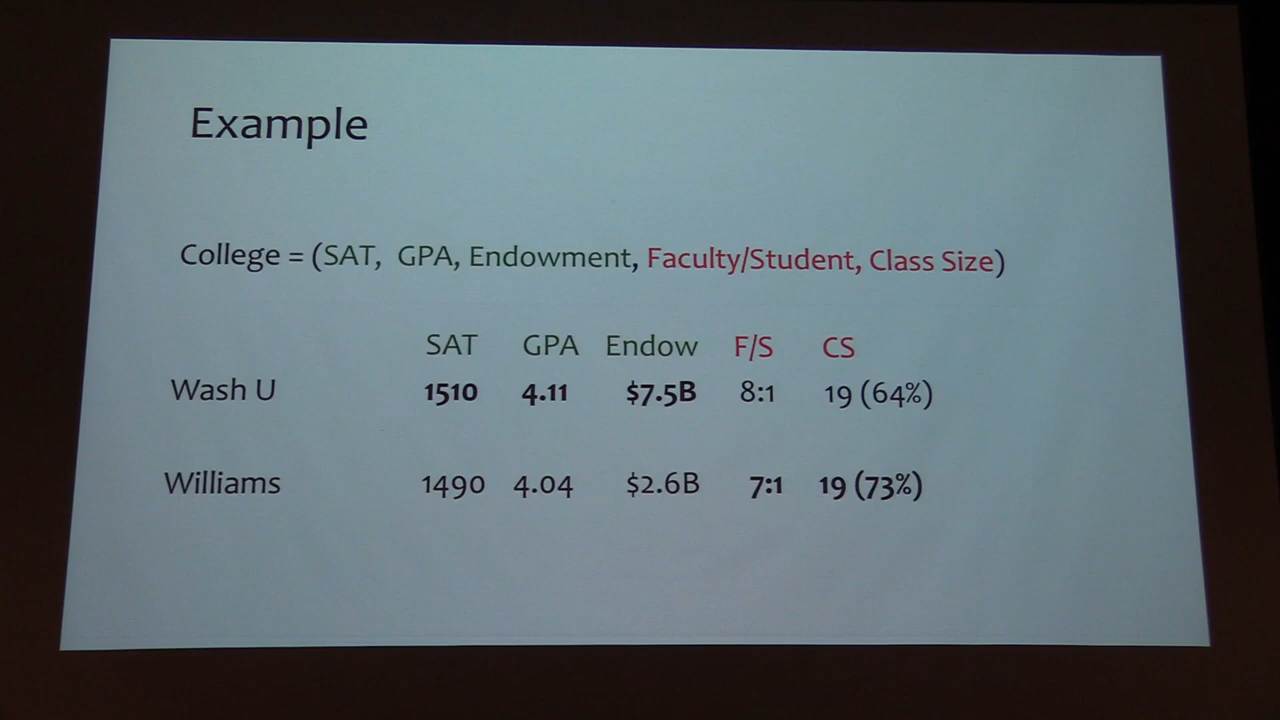 Example
College = (SAT, GPA, Endowment, Faculty/Student, Class Size)
SAT GPA Endow F/S CS
Wash U 1510 4.11 $7.5B 8:1 19 (64%)
Williams 1490 4.04 $2.6B 7:1 19 (73%)